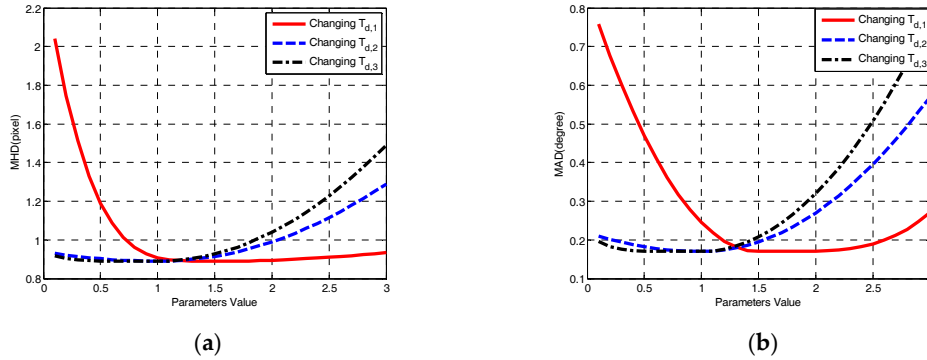 2.2
2
1.8
1.6
1.4
1.2
1
0.8
MHD(pixel)
0 0.5 1 1.5 2 2.5 3
Parameters Value
Changing T_d,1
Changing T_d,2
Changing T_d,3
(a)
0.8
0.7
0.6
0.5
0.4
0.3
0.2
0.1
MAD(degree)
0 0.5 1 1.5 2 2.5
Parameters Value
Changing T_d,1
Changing T_d,2
Changing T_d,3
(b)